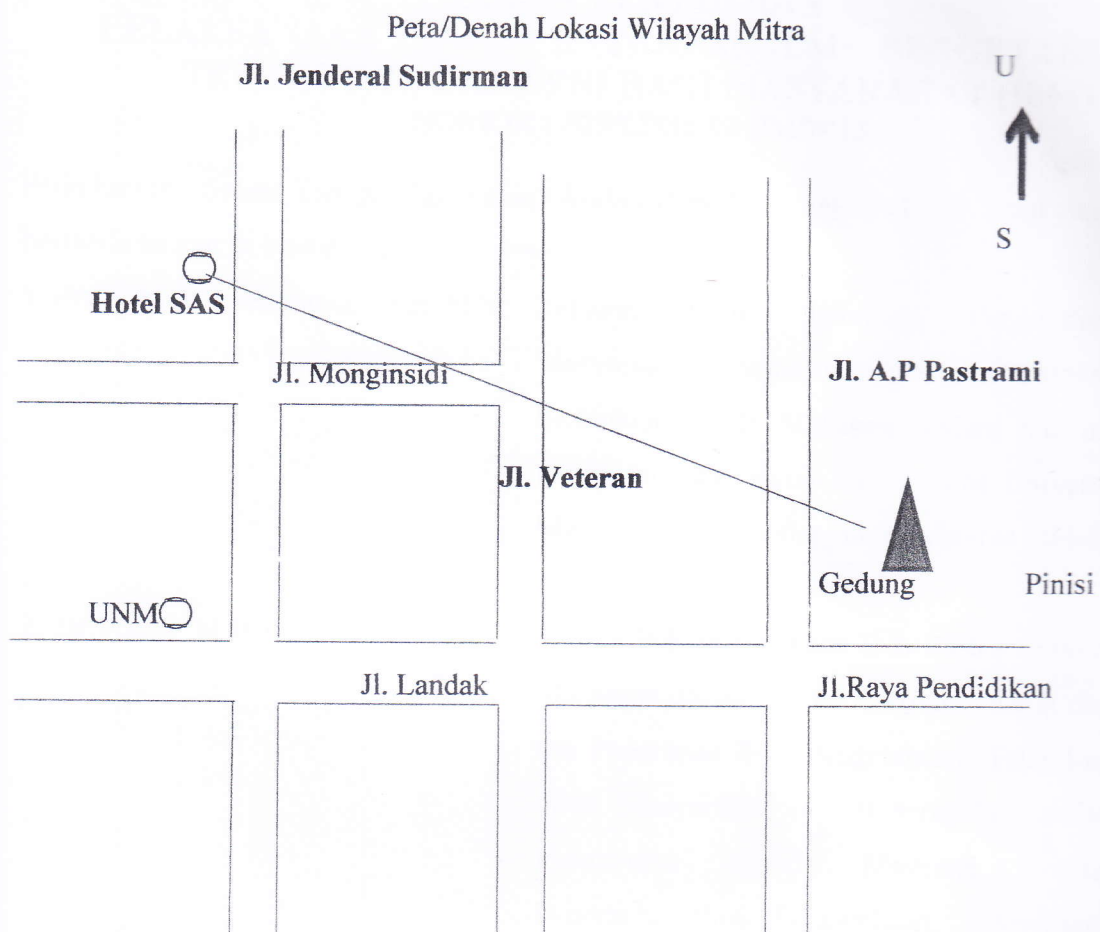 Peta/Denah Lokasi Wilayah Mitra
Jl. Jenderal Sudirman
U
S
Hotel SAS
Jl. Monginsidi
Jl. A.P Pastrami
Jl. Veteran
Gedung Pinisi
UNM
Jl. Landak
Jl.Raya Pendidikan